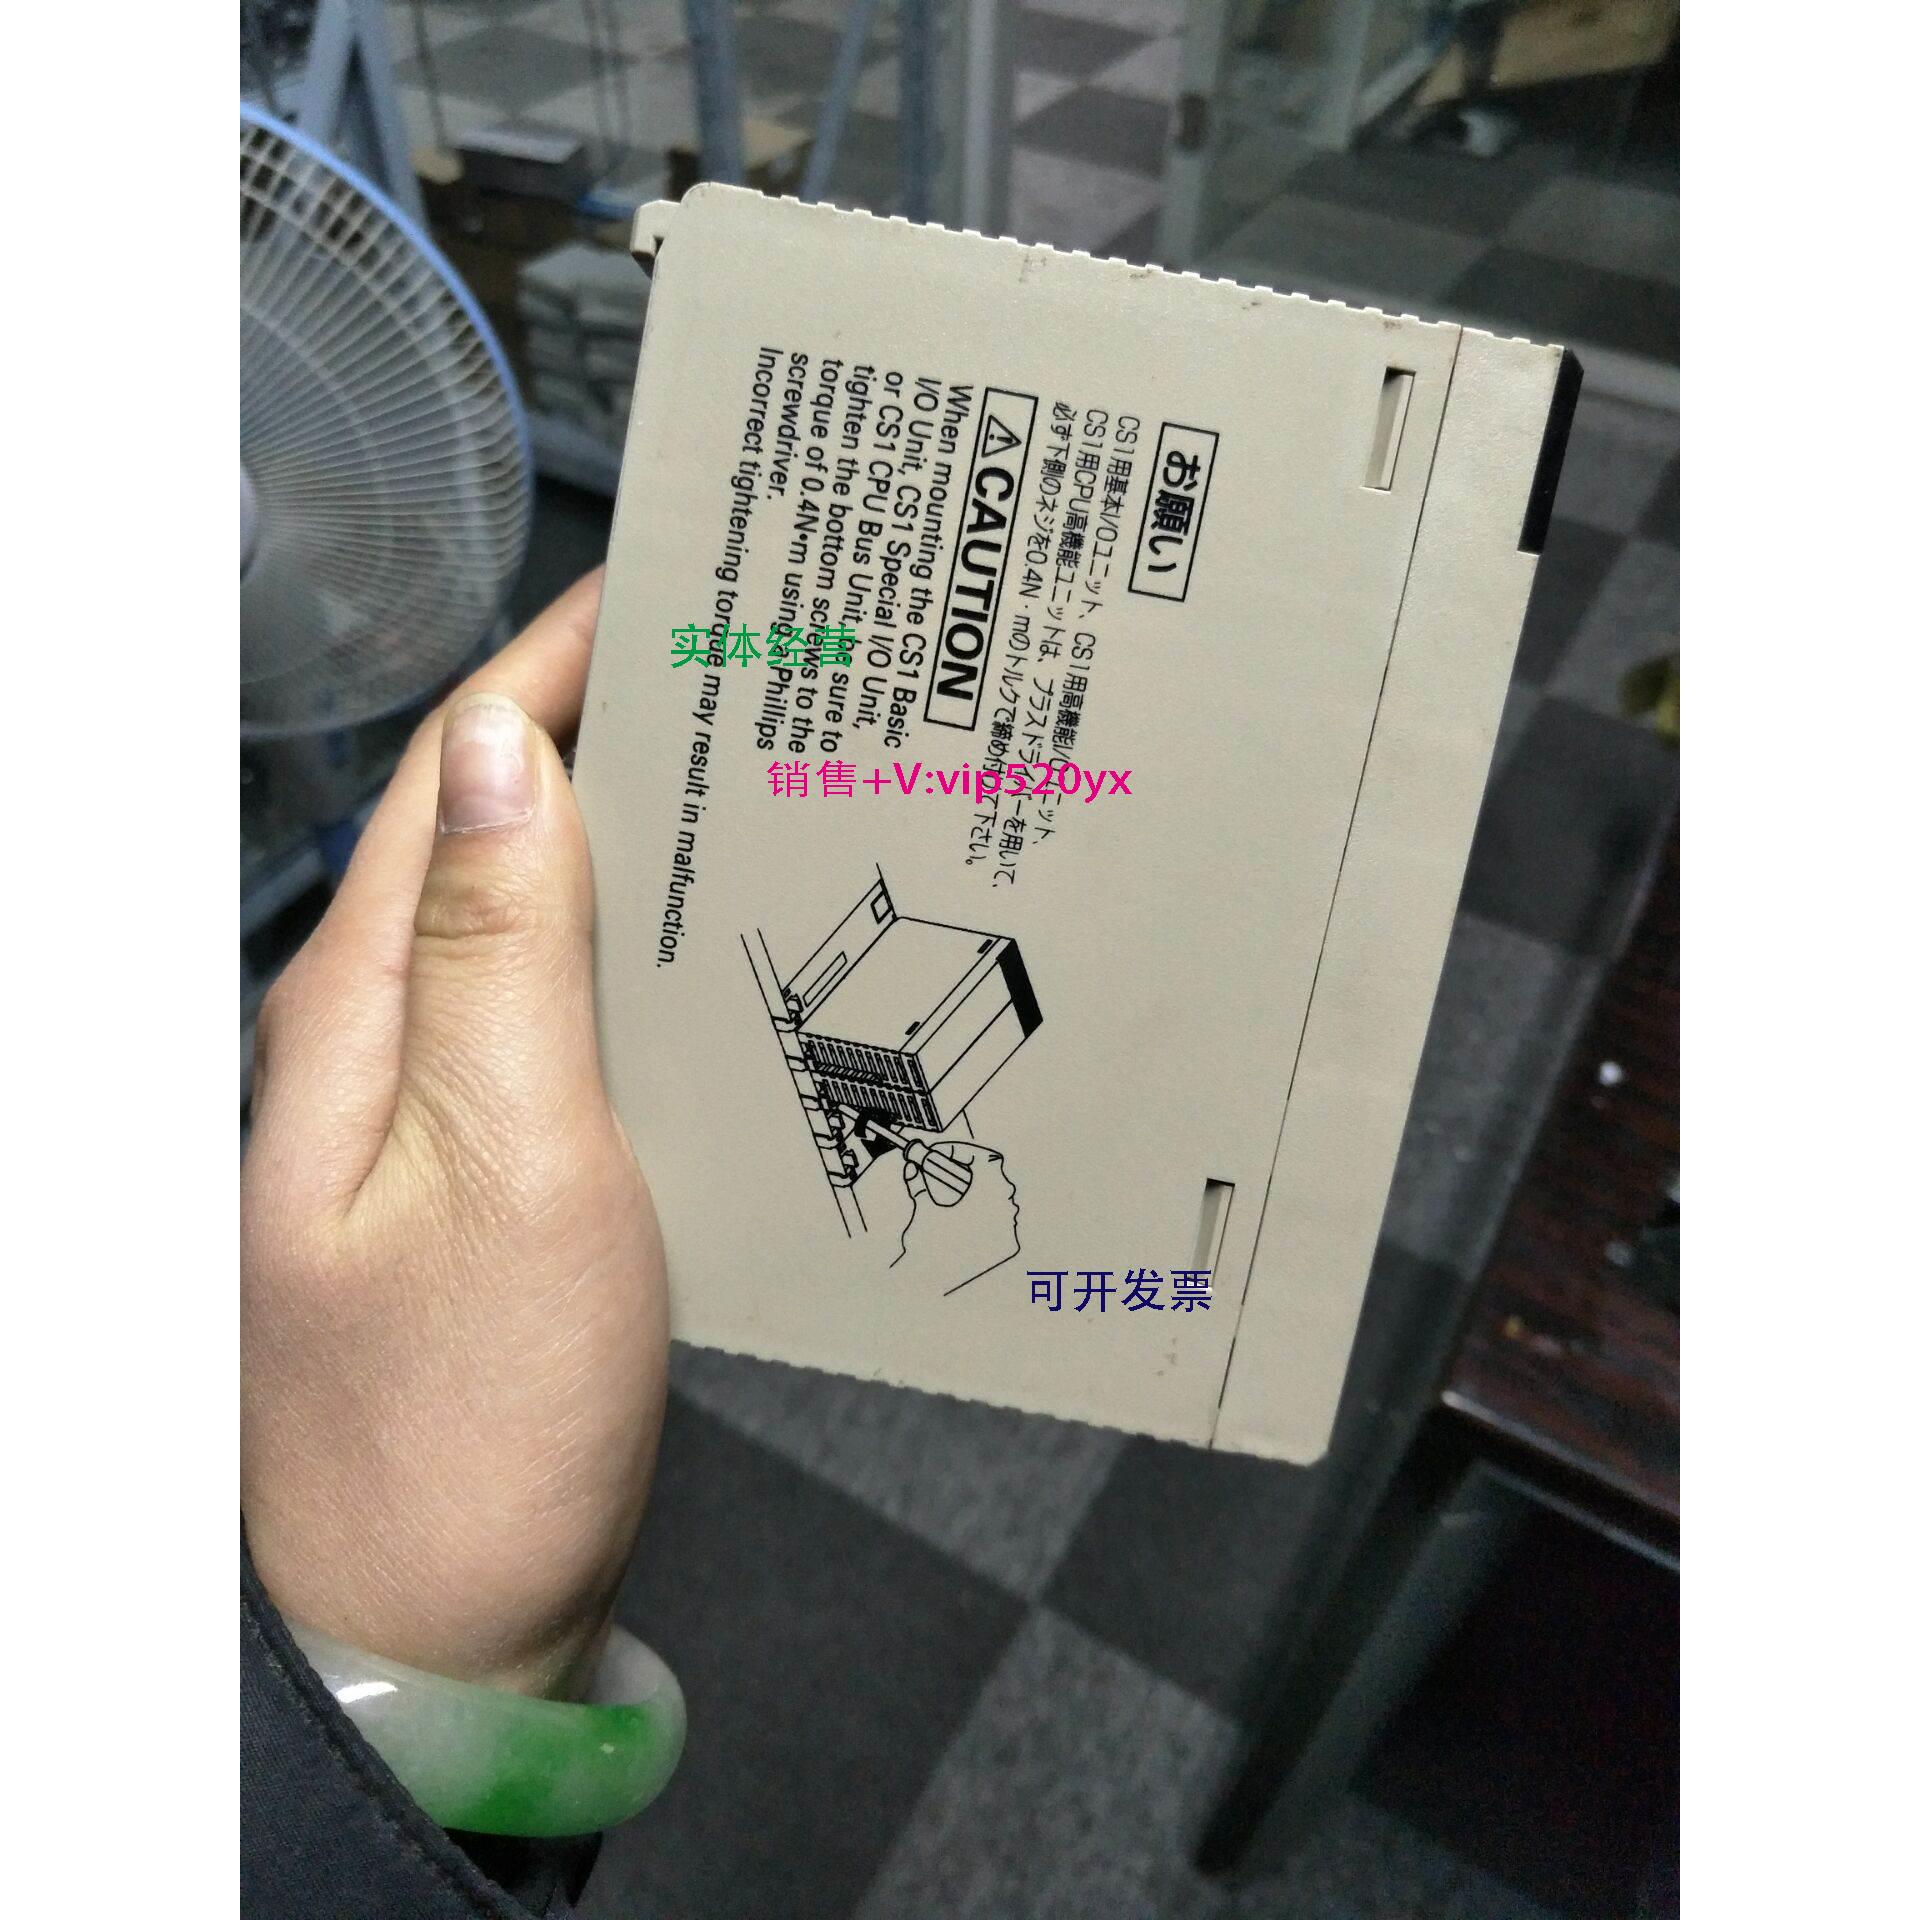 お願い
CS1用基本I/Oユニット、CS1用高機能I/Oユニット、
CS1用CPU高機能ユニットは、プラスドライバーを用いて、
必ず下側のネジを0.4N･mのトルクで締め付けて下さい。
⚠CAUTION
When mounting the CS1 Basic
I/O Unit, CS1 Special I/O Unit,
or CS1 CPU Bus Unit, be sure to
tighten the bottom screws to the
torque of 0.4N•m using a Phillips
screwdriver.
Incorrect tightening torque may result in malfunction.
实体经营
销售+V:vip520yx
可开发票